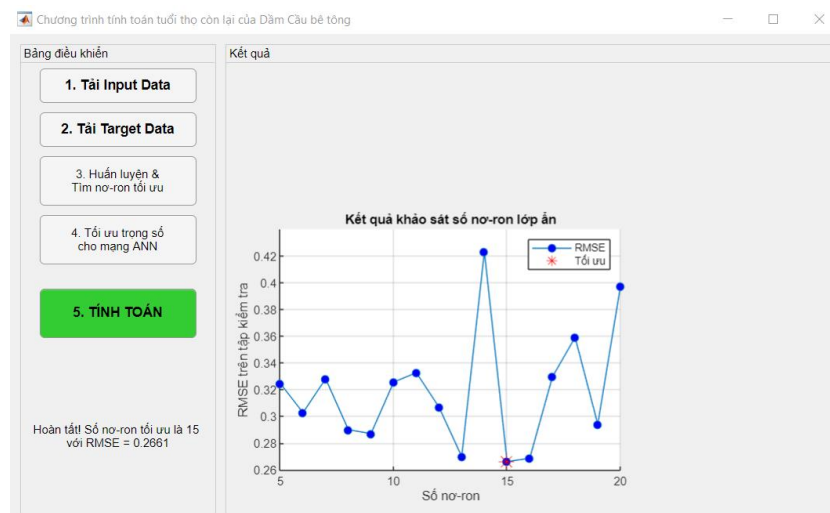 Chương trình tính toán tuổi thọ còn lại của Dầm Cầu bê tông
Bảng điều khiển
1. Tải Input Data
2. Tải Target Data
3. Huấn luyện &
Tìm nơ-ron tối ưu
4. Tối ưu trọng số
cho mạng ANN
5. TÍNH TOÁN
Hoàn tất! Số nơ-ron tối ưu là 15
với RMSE = 0.2661
Kết quả
Kết quả khảo sát số nơ-ron lớp ẩn
RMSE
Tối ưu
RMSE trên tập kiểm tra
0.42
0.4
0.38
0.36
0.34
0.32
0.3
0.28
0.26
5
10
15
20
Số nơ-ron